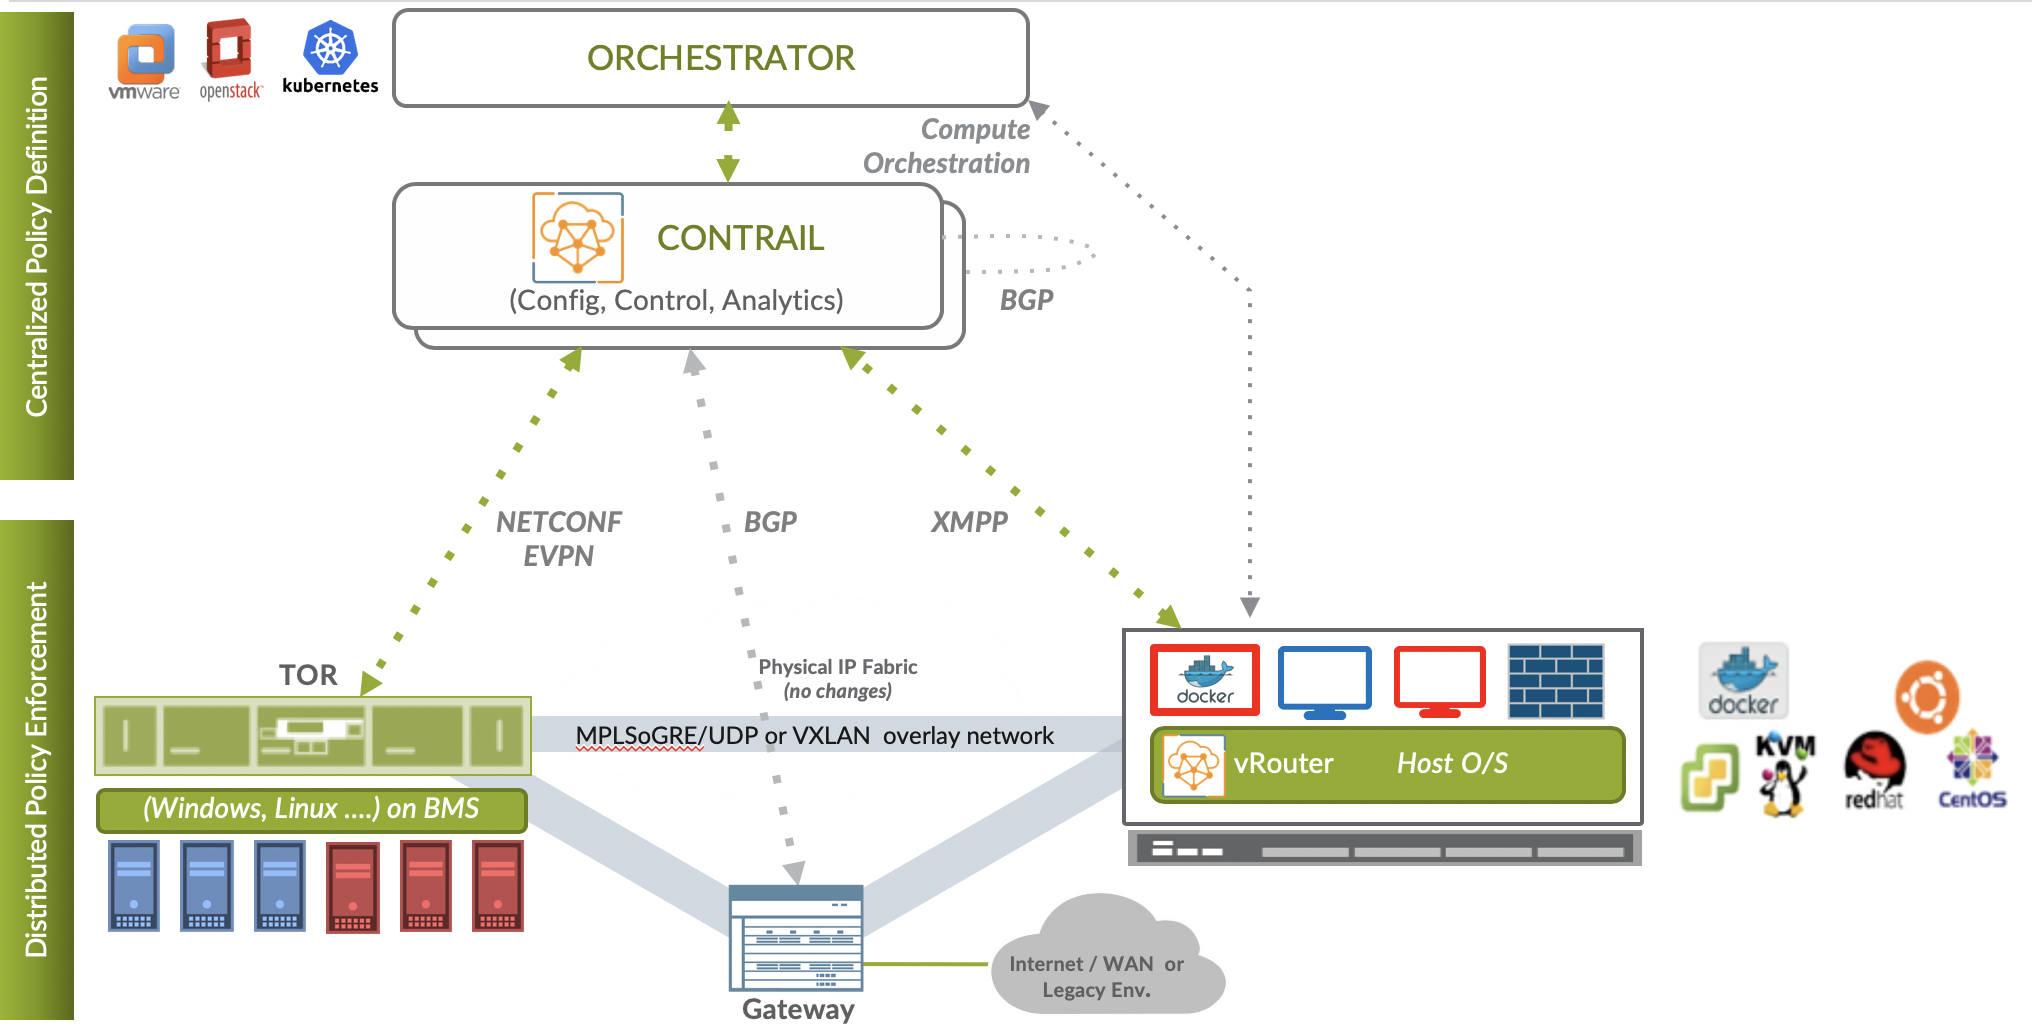 Centralized Policy Definition
vmware
openstack
kubernetes
ORCHESTRATOR
Compute
Orchestration
CONTRAIL
(Config, Control, Analytics)
BGP
NETCONF
EVPN
BGP
XMPP
Distributed Policy Enforcement
TOR
Physical IP Fabric
(no changes)
MPLSoGRE/UDP or VXLAN overlay network
(Windows, Linux ....) on BMS
docker
vRouter
Host O/S
docker
KVM
redhat
CentOS
Gateway
Internet / WAN or
Legacy Env.